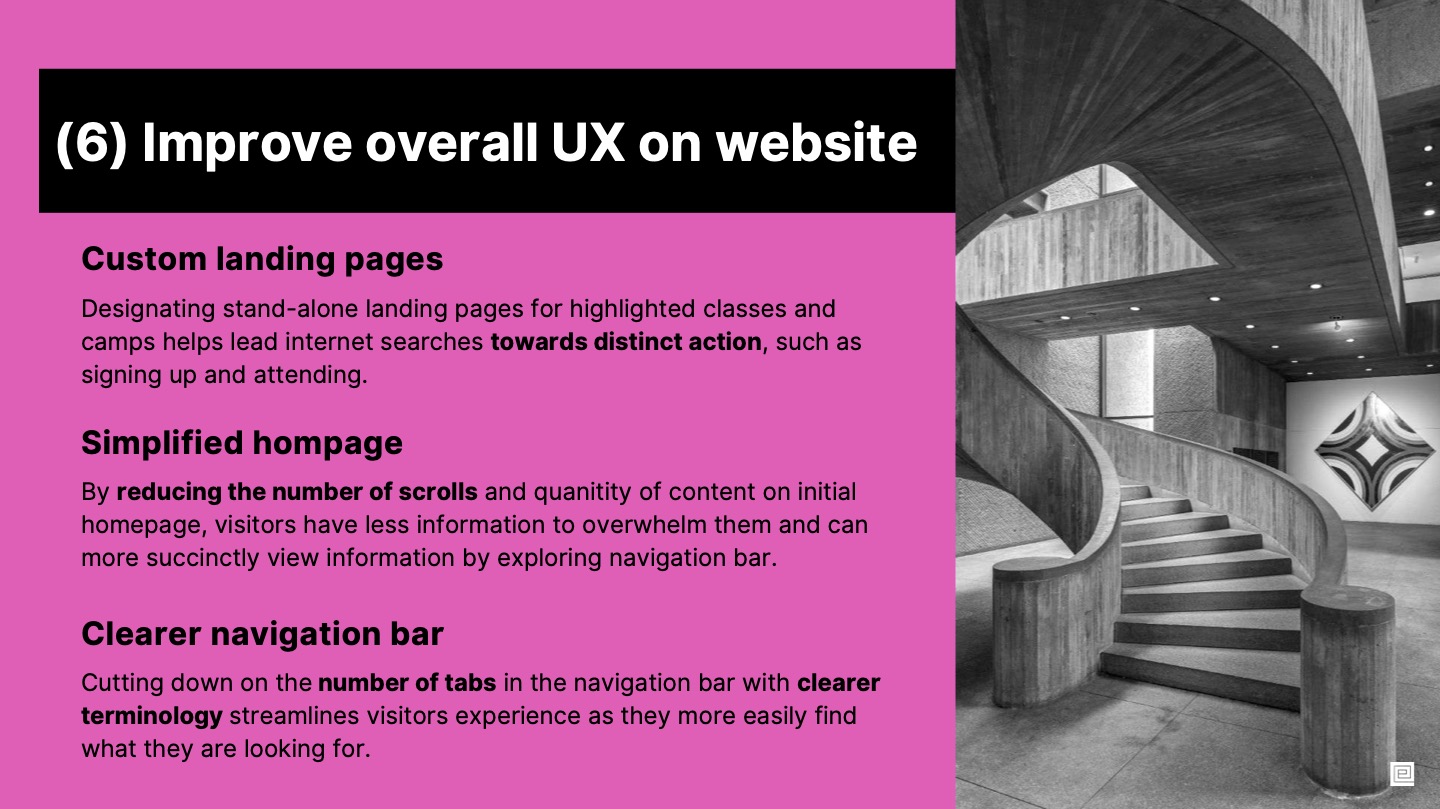 (6) Improve overall UX on website
Custom landing pages
Designating stand-alone landing pages for highlighted classes and
camps helps lead internet searches towards distinct action, such as
signing up and attending.
Simplified hompage
By reducing the number of scrolls and quanitity of content on initial
homepage, visitors have less information to overwhelm them and can
more succinctly view information by exploring navigation bar.
Clearer navigation bar
Cutting down on the number of tabs in the navigation bar with clearer
terminology streamlines visitors experience as they more easily find
what they are looking for.